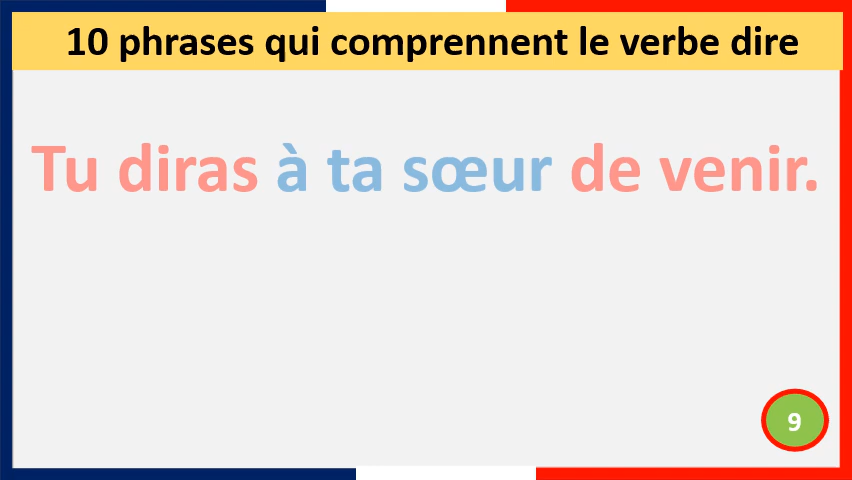 10 phrases qui comprennent le verbe dire
Tu diras à ta sœur de venir.
9